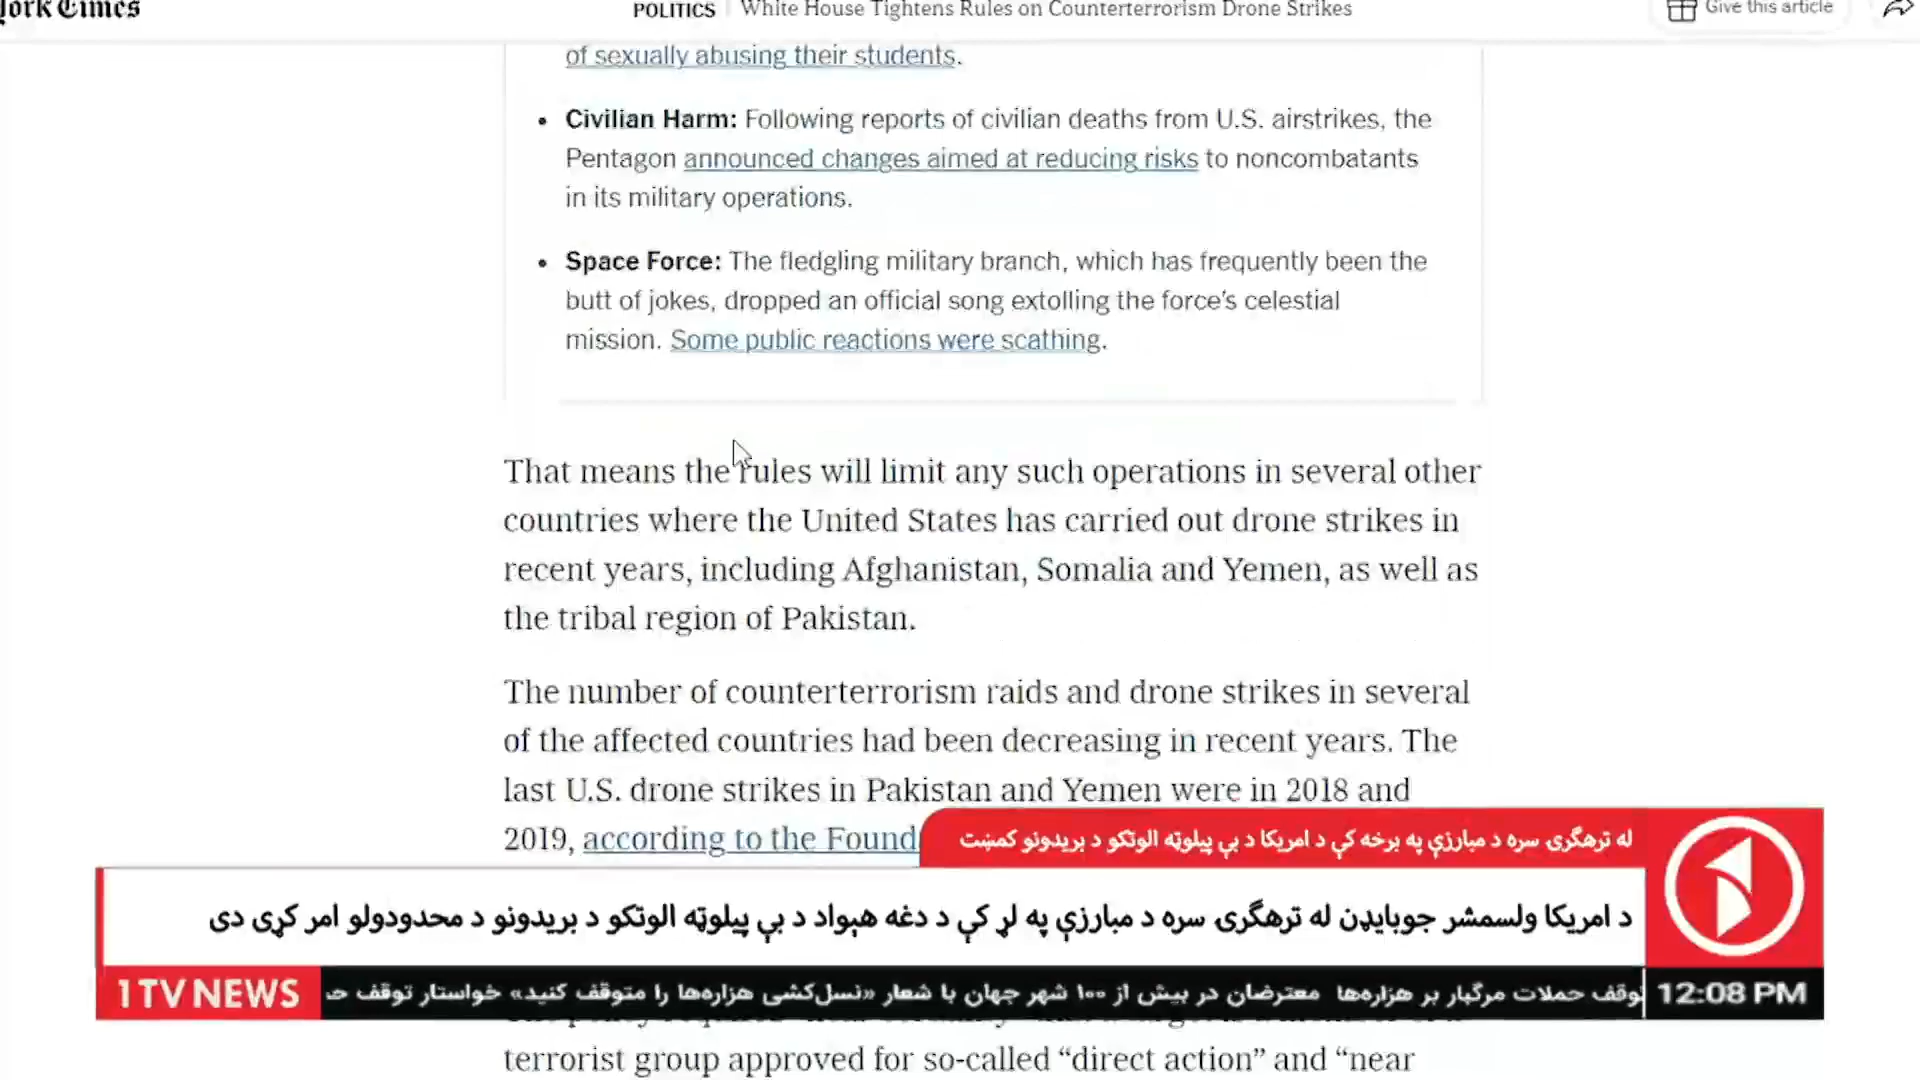 York Times
POLITICS White House Tightens Rules on Counterterrorism Drone Strikes
Give this article
of sexually abusing their students.
• Civilian Harm: Following reports of civilian deaths from U.S. airstrikes, the
Pentagon announced changes aimed at reducing risks to noncombatants
in its military operations.
• Space Force: The fledgling military branch, which has frequently been the
butt of jokes, dropped an official song extolling the force’s celestial
mission. Some public reactions were scathing.
That means the rules will limit any such operations in several other
countries where the United States has carried out drone strikes in
recent years, including Afghanistan, Somalia and Yemen, as well as
the tribal region of Pakistan.
The number of counterterrorism raids and drone strikes in several
of the affected countries had been decreasing in recent years. The
last U.S. drone strikes in Pakistan and Yemen were in 2018 and
2019, according to the Found
له ترهګرۍ سره د مبارزې په برخه کې د امریکا د بې پیلوټه الوتکو د بریدونو کمښت
د امریکا ولسمشر جوبایډن له ترهګرۍ سره د مبارزې په لړ کې د دغه هېواد د بې پیلوټه الوتکو د بریدونو د محدودولو امر کړی دی
1TV NEWS
توقف حملات مرگبار بر هزاره‌ها معترضان در بیش از ۱۰۰ شهر جهان با شعار «نسل‌کشی هزاره‌ها را متوقف کنید» خواستار توقف حـ
12:08 PM
terrorist group approved for so-called “direct action” and “near